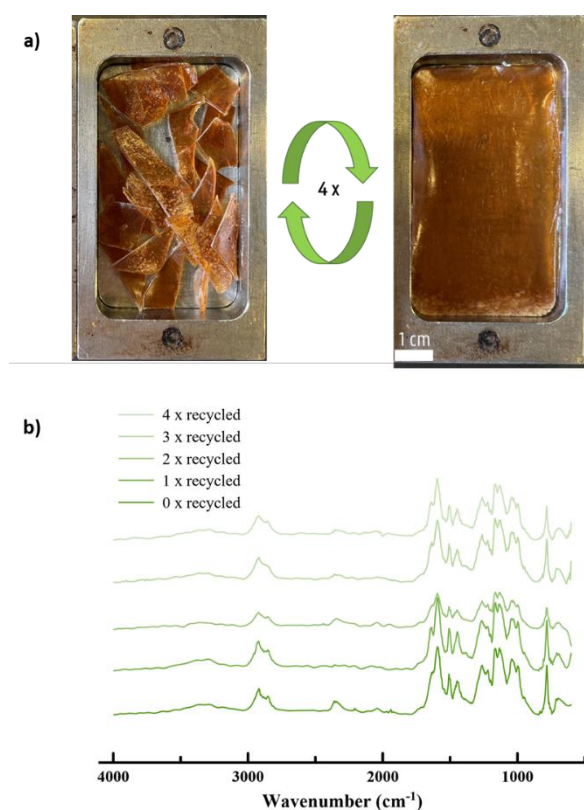 a)
4 x
1 cm
b)
4 x recycled
3 x recycled
2 x recycled
1 x recycled
0 x recycled
4000 3000 2000 1000
Wavenumber (cm⁻¹)